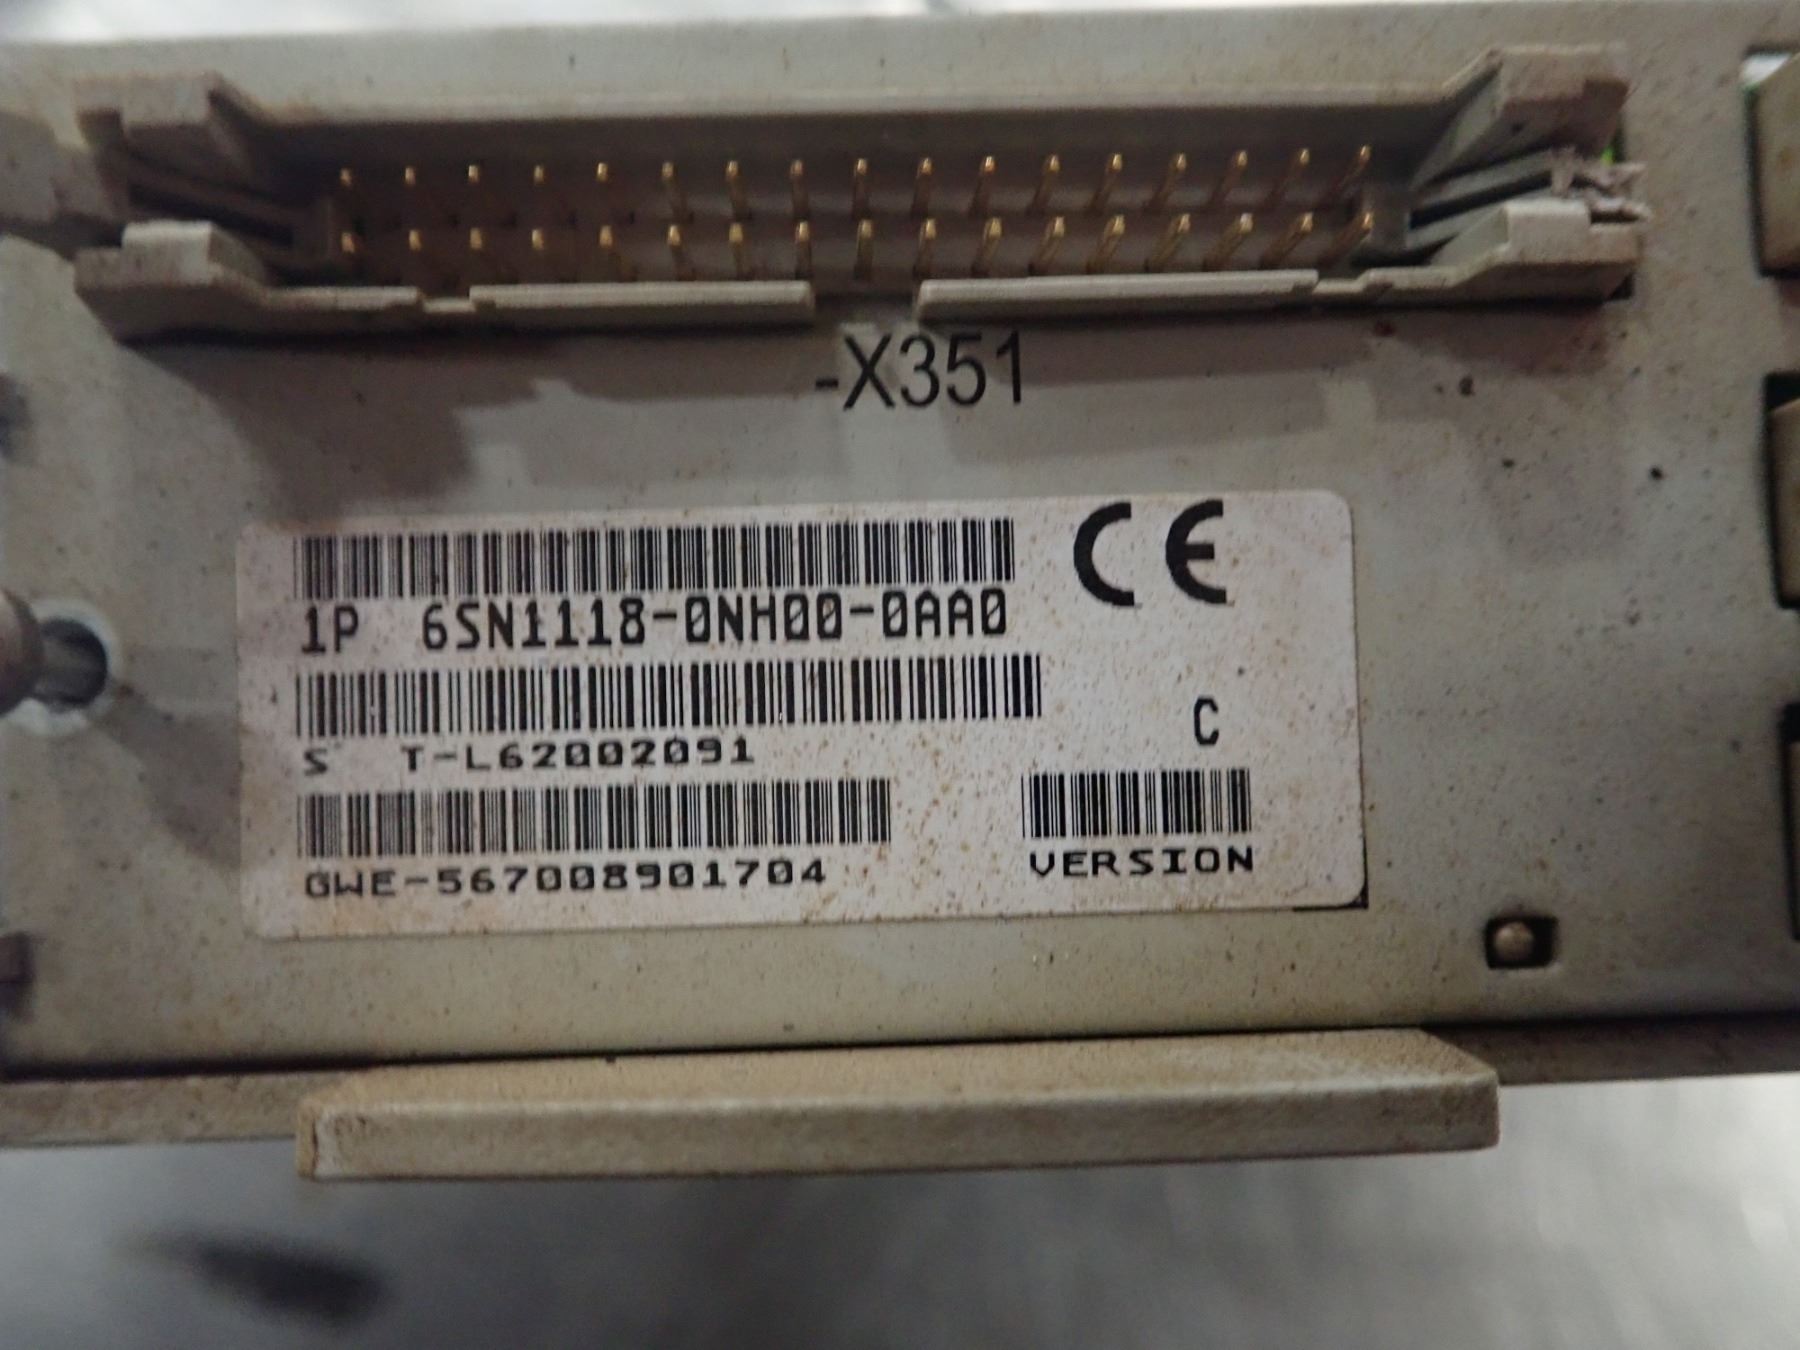 -X351
CE
1P 6SN1118-0NH00-0AA0
S T-L62002091
C
GWE-567008901704
VERSION